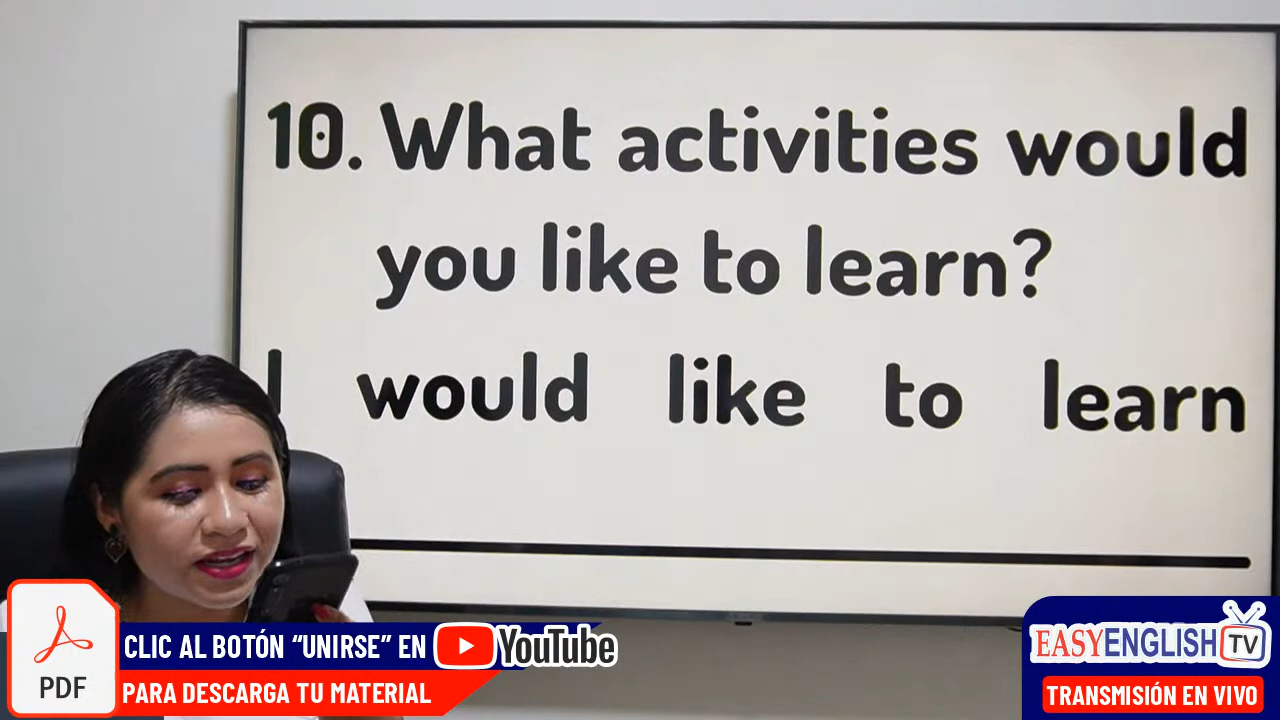 10. What activities would
you like to learn?
I would like to learn
PDF
CLIC AL BOTÓN “UNIRSE” EN YouTube
PARA DESCARGA TU MATERIAL
EASYENGLISH TV
TRANSMISIÓN EN VIVO